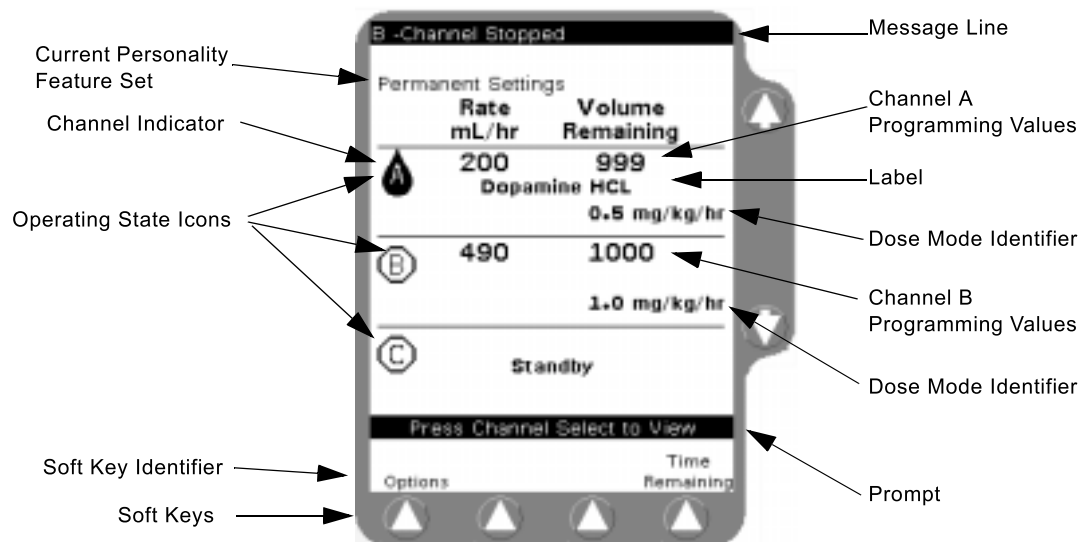 B -Channel Stopped
Message Line
Current Personality
Feature Set
Permanent Settings
Rate
mL/hr
Volume
Remaining
Channel A
Programming Values
Channel Indicator
A
200
999
Dopamine HCL
Label
0.5 mg/kg/hr
Dose Mode Identifier
Operating State Icons
B
490
1000
1.0 mg/kg/hr
Channel B
Programming Values
C
Standby
Dose Mode Identifier
Press Channel Select to View
Prompt
Soft Key Identifier
Options
Time
Remaining
Soft Keys